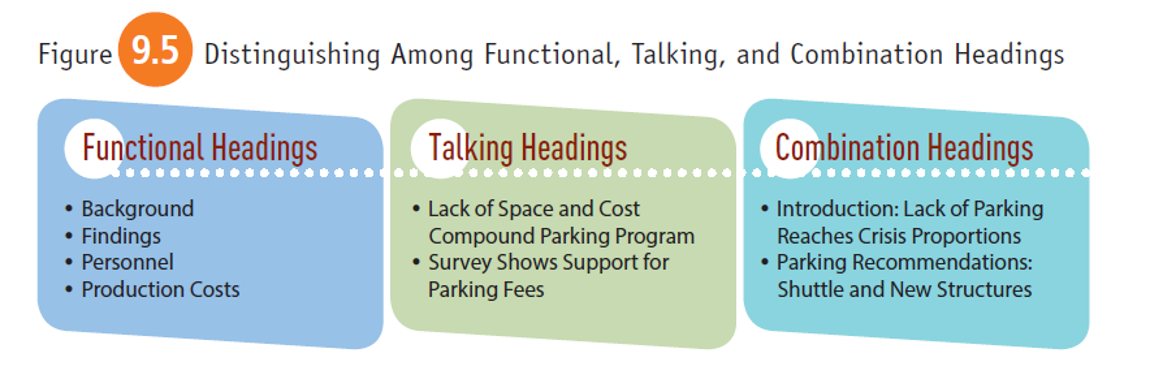 Figure 9.5 Distinguishing Among Functional, Talking, and Combination Headings
Functional Headings
• Background
• Findings
• Personnel
• Production Costs
Talking Headings
• Lack of Space and Cost
Compound Parking Program
• Survey Shows Support for
Parking Fees
Combination Headings
• Introduction: Lack of Parking
Reaches Crisis Proportions
• Parking Recommendations:
Shuttle and New Structures